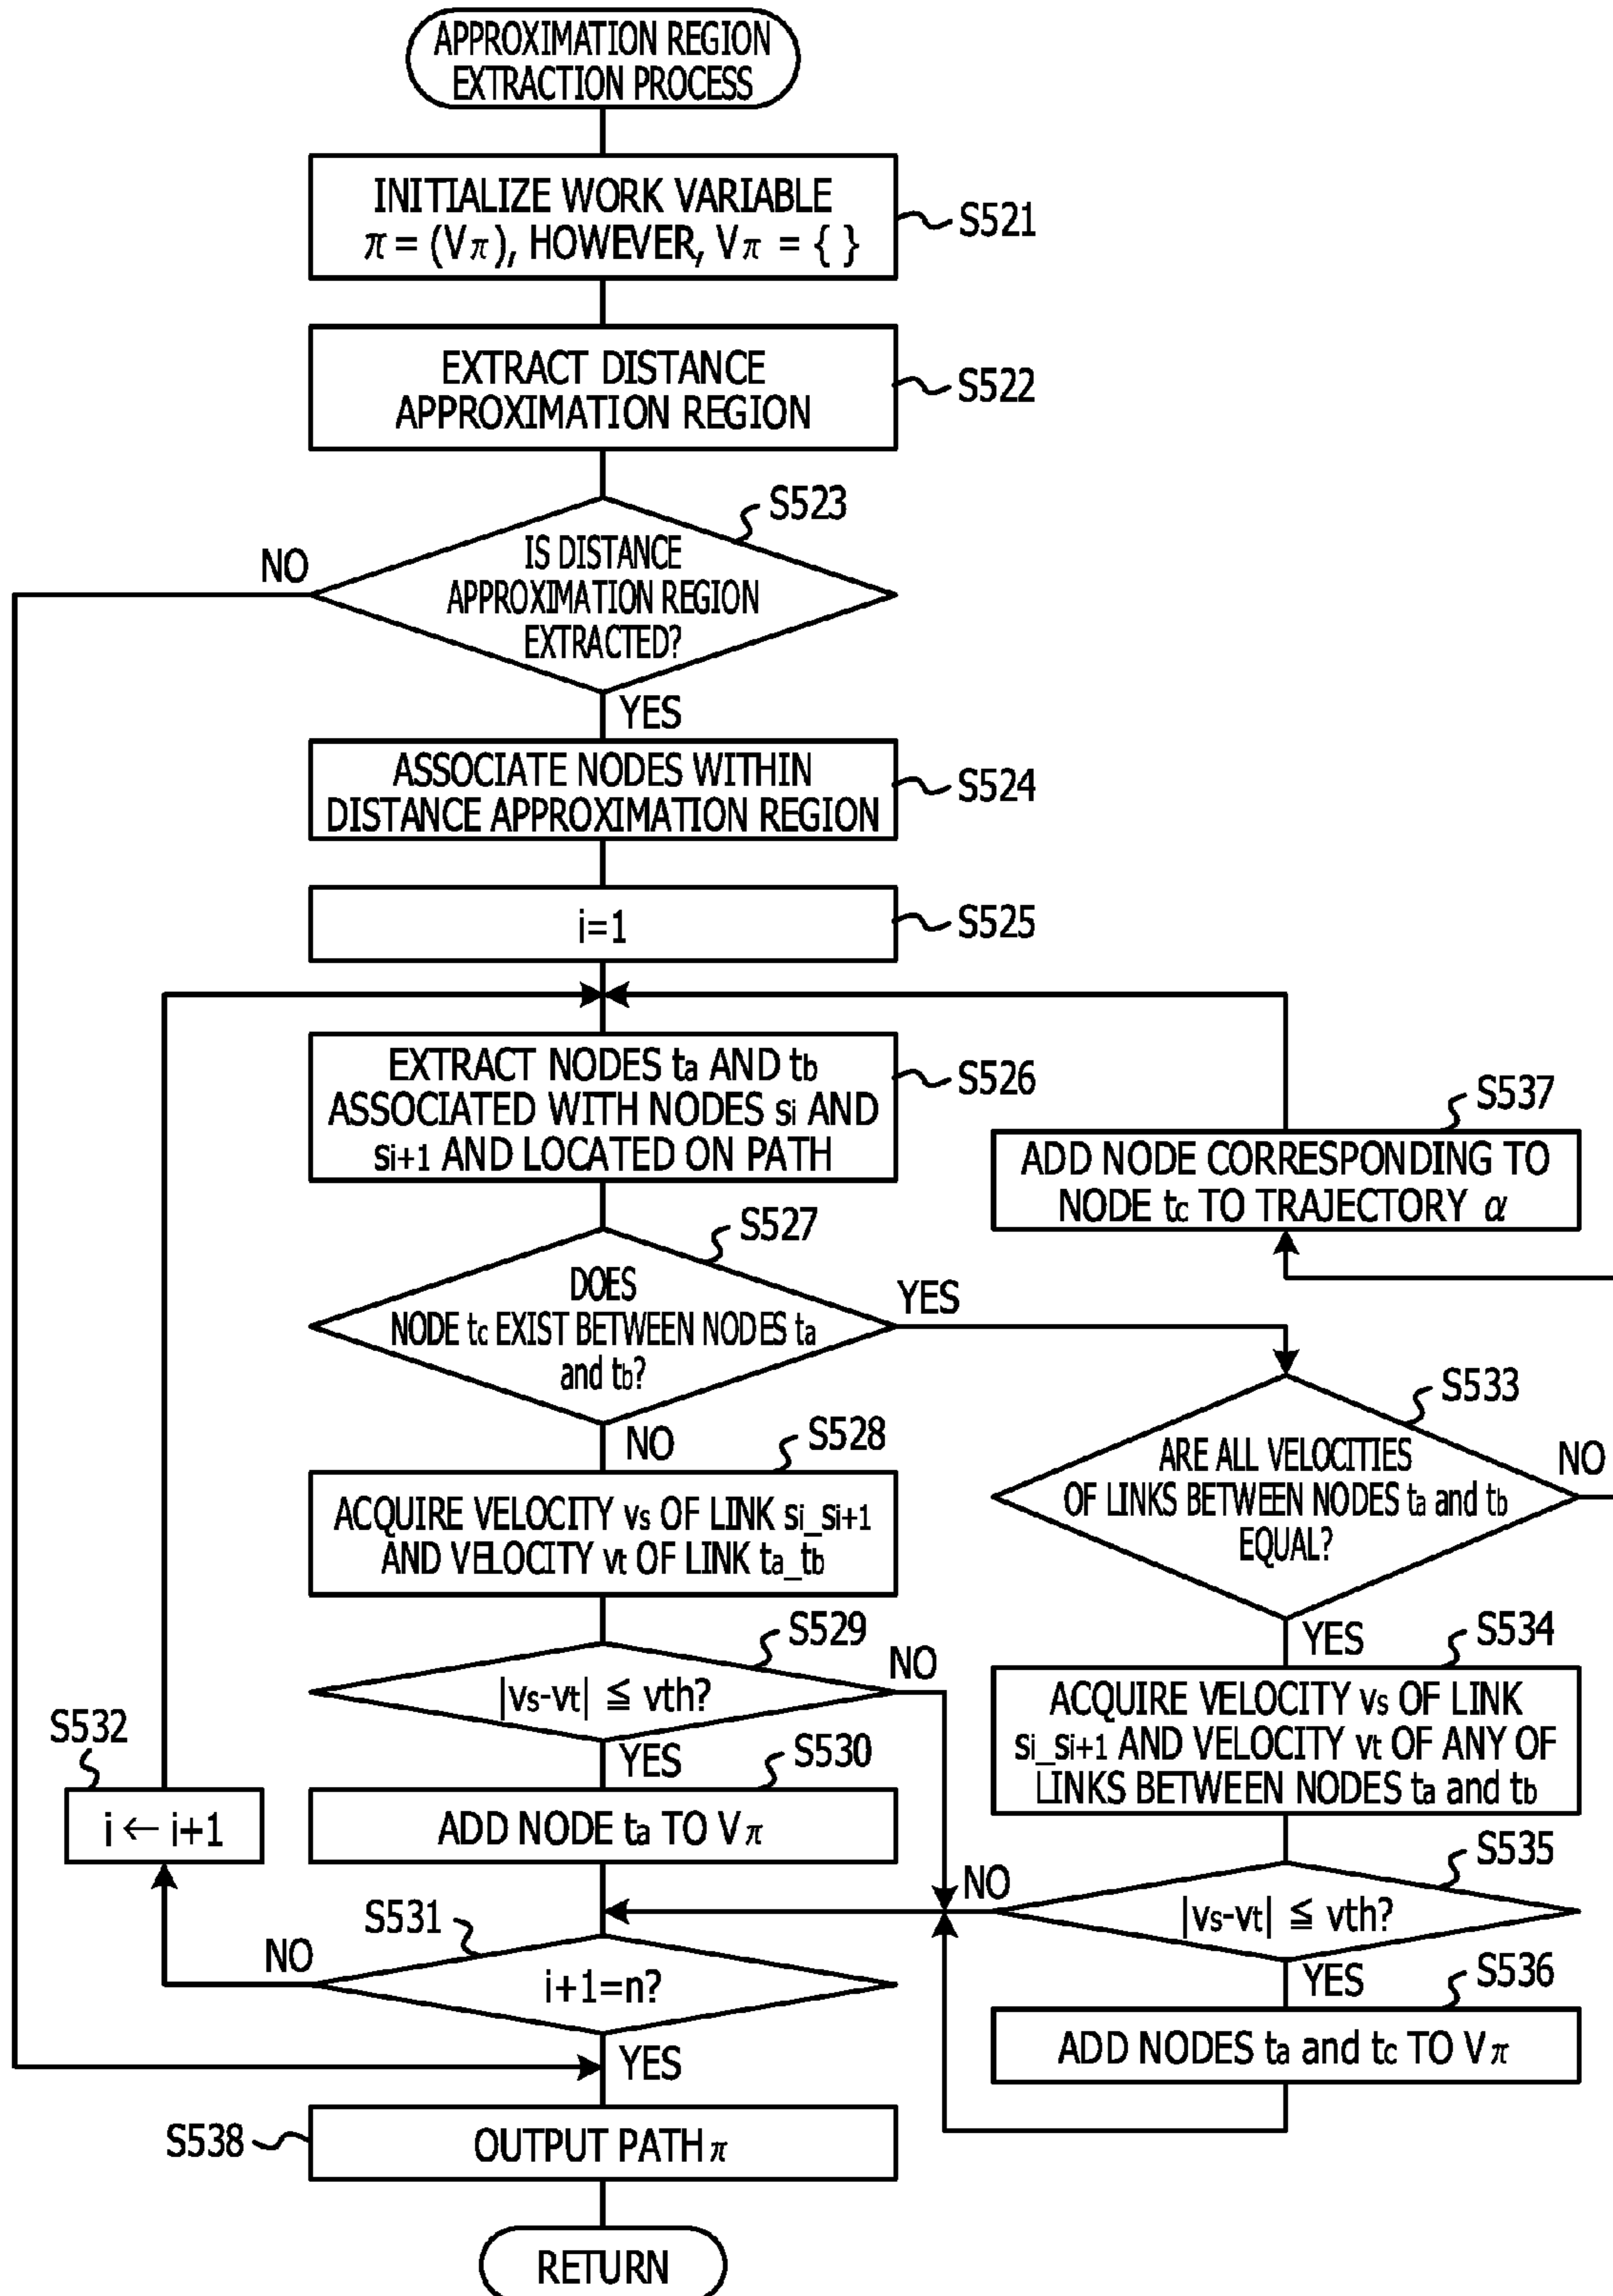 APPROXIMATION REGION
EXTRACTION PROCESS
INITIALIZE WORK VARIABLE
π = (Vπ), HOWEVER, Vπ = { }
S521
EXTRACT DISTANCE
APPROXIMATION REGION
S522
S523
IS DISTANCE
APPROXIMATION REGION
EXTRACTED?
NO
YES
ASSOCIATE NODES WITHIN
DISTANCE APPROXIMATION REGION
S524
i=1
S525
EXTRACT NODES ta AND tb
ASSOCIATED WITH NODES si AND
si+1 AND LOCATED ON PATH
S526
S527
DOES
NODE tc EXIST BETWEEN NODES ta
and tb?
YES
NO
S528
ACQUIRE VELOCITY vs OF LINK si_si+1
AND VELOCITY vt OF LINK ta_tb
S529
|vs-vt| ≦ vth?
NO
YES
S530
ADD NODE ta TO Vπ
S531
i+1=n?
NO
YES
S532
i ← i+1
S533
ARE ALL VELOCITIES
OF LINKS BETWEEN NODES ta and tb
EQUAL?
NO
YES
S534
ACQUIRE VELOCITY vs OF LINK
si_si+1 AND VELOCITY vt OF ANY OF
LINKS BETWEEN NODES ta and tb
S535
|vs-vt| ≦ vth?
NO
YES
S536
ADD NODES ta and tc TO Vπ
S537
ADD NODE CORRESPONDING TO
NODE tc TO TRAJECTORY α
S538
OUTPUT PATH π
RETURN